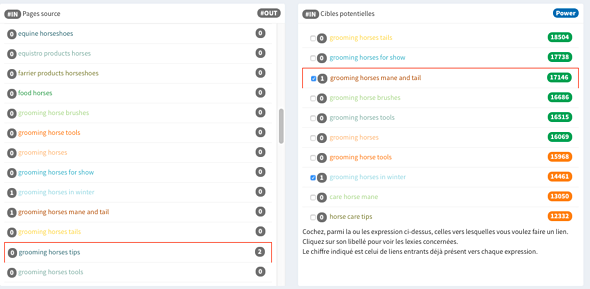 #IN Pages source #OUT
0 equine horseshoes 0
0 equistro products horses 0
0 farrier products horseshoes 0
0 food horses 0
0 grooming horse brushes 0
0 grooming horse tools 0
0 grooming horses 0
0 grooming horses for show 0
1 grooming horses in winter 0
1 grooming horses mane and tail 0
0 grooming horses tails 0
0 grooming horses tips 2
0 grooming horses tools 0
#IN Cibles potentielles Power
0 grooming horses tails 18504
0 grooming horses for show 17738
1 grooming horses mane and tail 17146
0 grooming horse brushes 16686
0 grooming horses tools 16515
0 grooming horses 16069
0 grooming horse tools 15968
1 grooming horses in winter 14461
0 care horse mane 13050
0 horse care tips 12332
Cochez, parmi la ou les expression ci-dessus, celles vers lesquelles vous voulez faire un lien.
Cliquez sur son libellé pour voir les lexies concernées.
Le chiffre indiqué est celui de liens entrants déjà présent vers chaque expression.